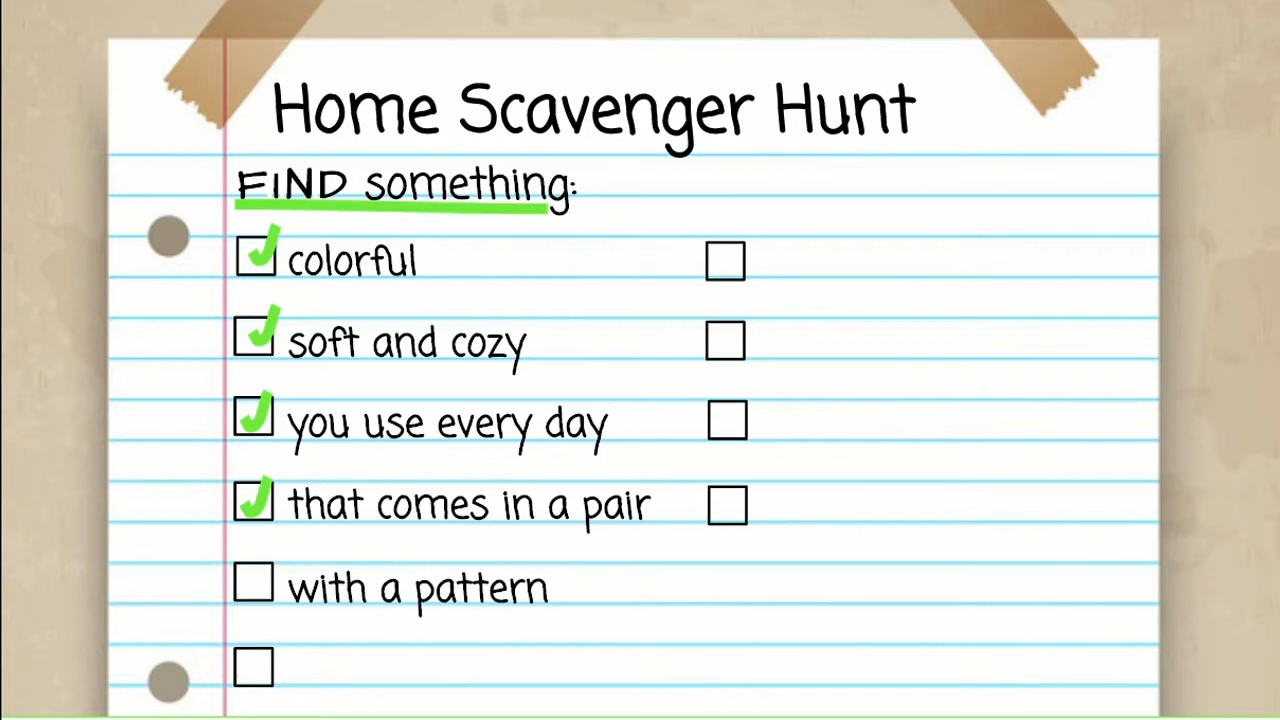 Home Scavenger Hunt
FIND something:
colorful
soft and cozy
you use every day
that comes in a pair
with a pattern